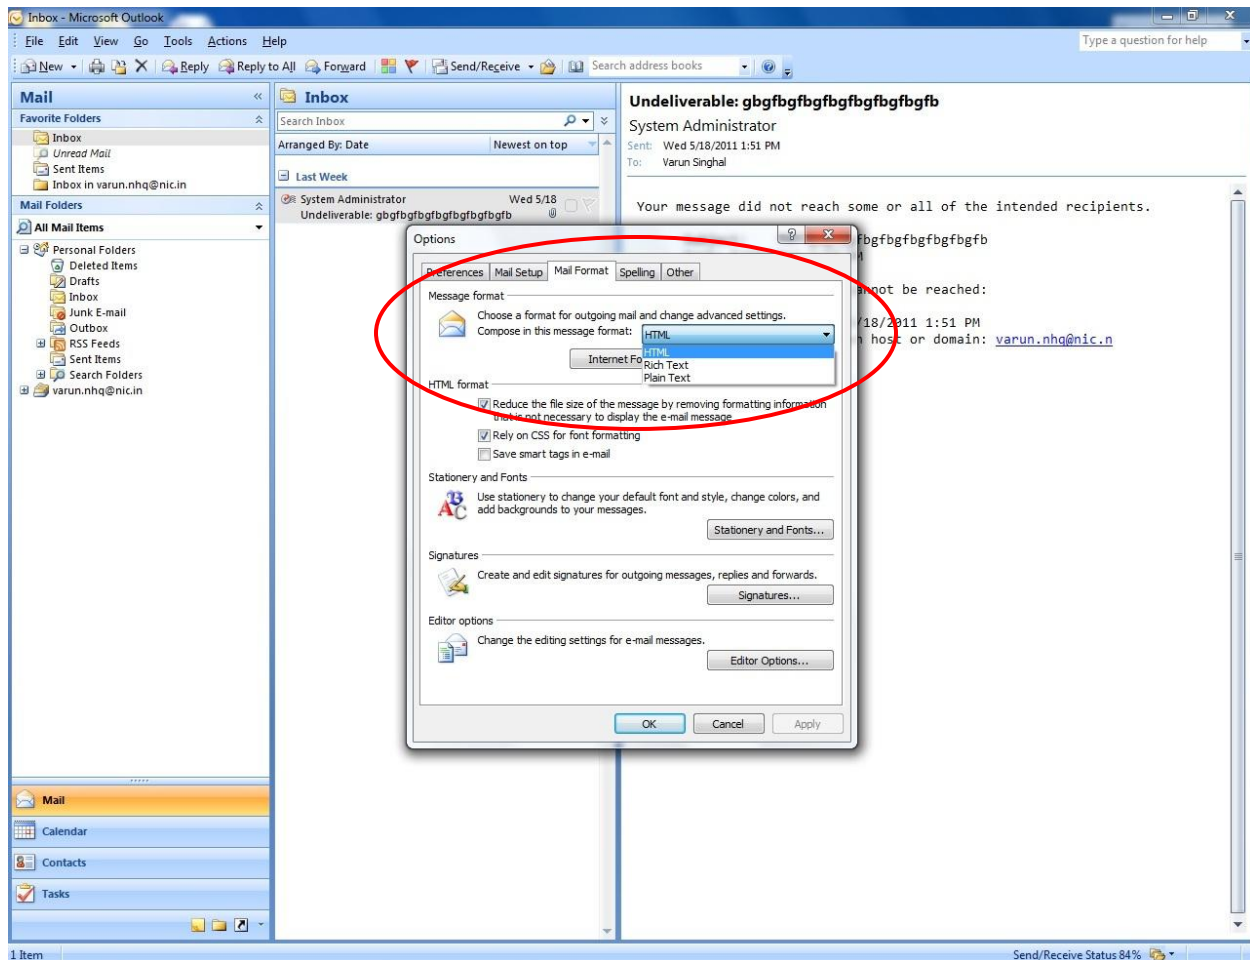 Inbox - Microsoft Outlook
File Edit View Go Tools Actions Help
Type a question for help
New Reply Reply to All Forward Send/Receive Search address books
Mail
Favorite Folders
Inbox
Unread Mail
Sent Items
Inbox in varun.nhq@nic.in
Mail Folders
All Mail Items
Personal Folders
Deleted Items
Drafts
Inbox
Junk E-mail
Outbox
RSS Feeds
Sent Items
Search Folders
varun.nhq@nic.in
Mail
Calendar
Contacts
Tasks
Inbox
Search Inbox
Arranged By: Date Newest on top
Last Week
System Administrator Wed 5/18
Undeliverable: gbgfbgfbgfbgfbgfbgfb
Undeliverable: gbgfbgfbgfbgfbgfbgfb
System Administrator
Sent: Wed 5/18/2011 1:51 PM
To: Varun Singhal
Your message did not reach some or all of the intended recipients.
fbgfbgfbgfbgfb
M
annot be reached:
/18/2011 1:51 PM
host or domain: varun.nhq@nic.n
Options
Preferences Mail Setup Mail Format Spelling Other
Message format
Choose a format for outgoing mail and change advanced settings.
Compose in this message format: HTML
HTML
Rich Text
Plain Text
Internet Fo
HTML format
Reduce the file size of the message by removing formatting information
that is not necessary to display the e-mail message
Rely on CSS for font formatting
Save smart tags in e-mail
Stationery and Fonts
Use stationery to change your default font and style, change colors, and
add backgrounds to your messages.
Stationery and Fonts...
Signatures
Create and edit signatures for outgoing messages, replies and forwards.
Signatures...
Editor options
Change the editing settings for e-mail messages.
Editor Options...
OK Cancel Apply
1 Item
Send/Receive Status 84%